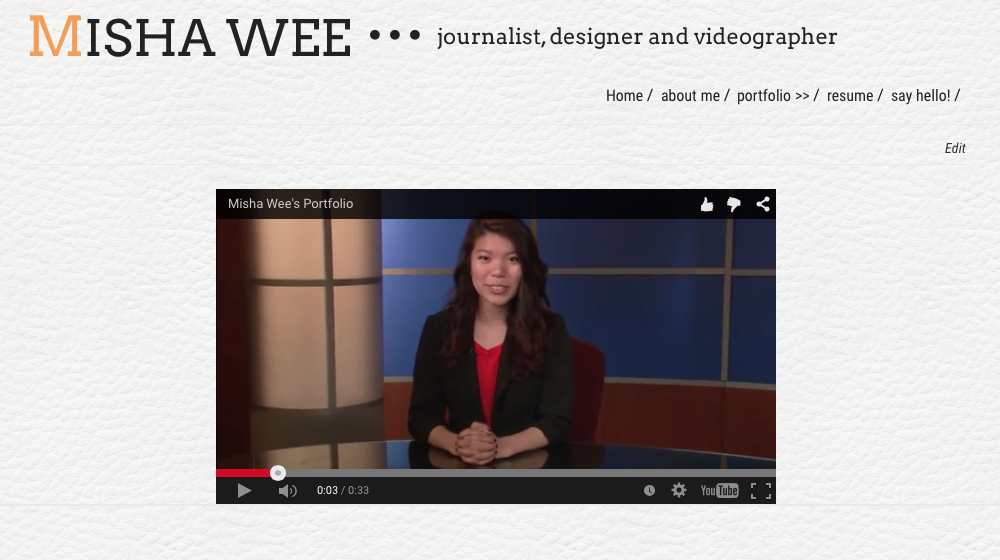 MISHA WEE ••• journalist, designer and videographer
Home / about me / portfolio >> / resume / say hello! /
Edit
Misha Wee's Portfolio
0:03 / 0:33 YouTube